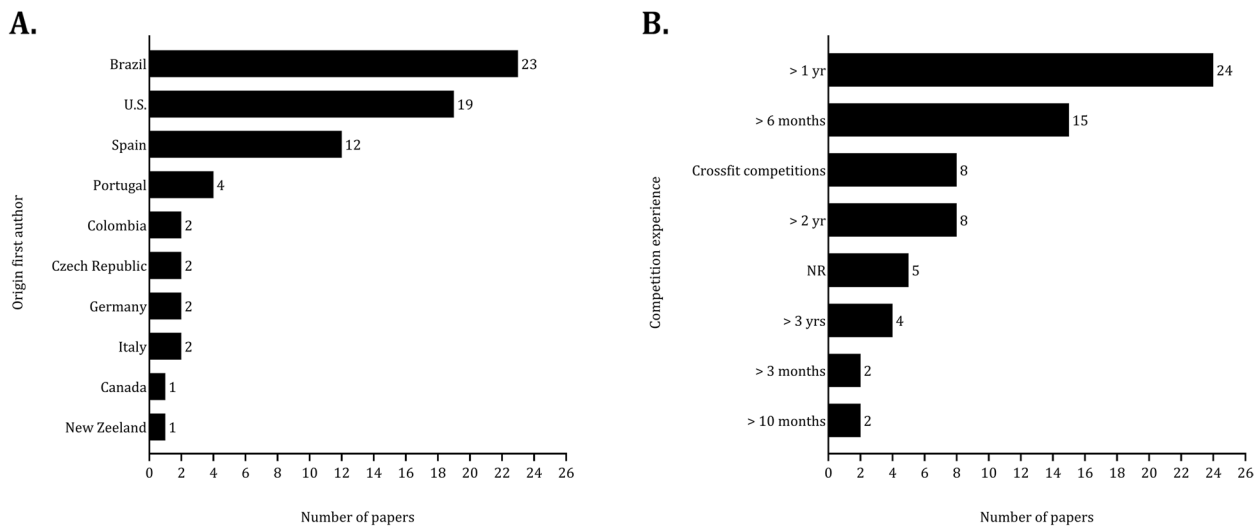 A.
Origin first author
Brazil 23
U.S. 19
Spain 12
Portugal 4
Colombia 2
Czech Republic 2
Germany 2
Italy 2
Canada 1
New Zeeland 1
0 2 4 6 8 10 12 14 16 18 20 22 24 26
Number of papers
B.
Competition experience
> 1 yr 24
> 6 months 15
Crossfit competitions 8
> 2 yr 8
NR 5
> 3 yrs 4
> 3 months 2
> 10 months 2
0 2 4 6 8 10 12 14 16 18 20 22 24 26
Number of papers